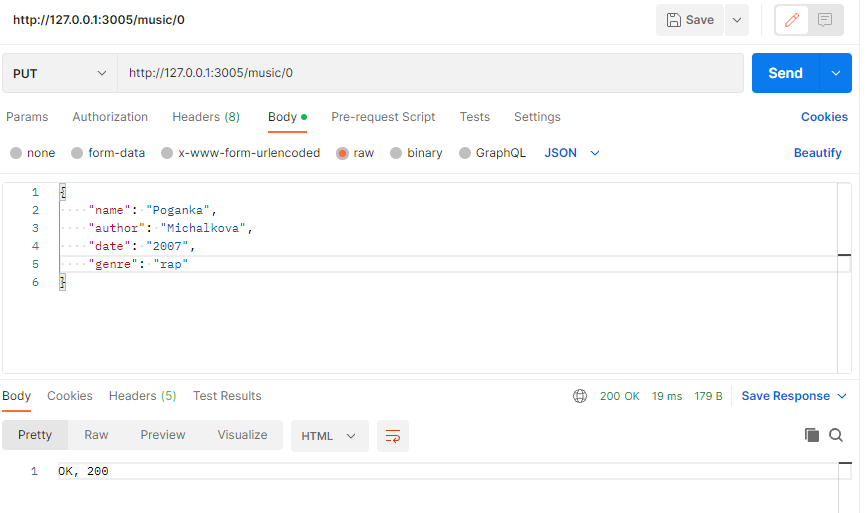 http://127.0.0.1:3005/music/0 Save
PUT http://127.0.0.1:3005/music/0 Send
Params Authorization Headers (8) Body Pre-request Script Tests Settings Cookies
none form-data x-www-form-urlencoded raw binary GraphQL JSON Beautify
1 {
2 "name": "Poganka",
3 "author": "Michalkova",
4 "date": "2007",
5 "genre": "rap"
6 }
Body Cookies Headers (5) Test Results 200 OK 19 ms 179 B Save Response
Pretty Raw Preview Visualize HTML
1 OK, 200